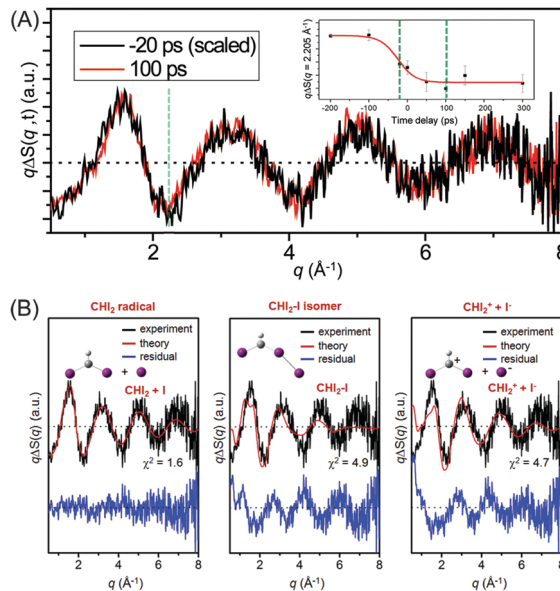 (A)
-20 ps (scaled)
100 ps
qΔS(q ,t) (a.u.)
2 4 6 8
q (Å-1)
qΔS(q = 2.205 Å-1)
-200 -100 0 100 200 300
Time delay (ps)
(B)
CHI2 radical
experiment
theory
residual
+
CHI2 + I
χ2 = 1.6
qΔS(q) (a.u.)
2 4 6 8
q (Å-1)
CHI2-I isomer
experiment
theory
residual
CHI2-I
χ2 = 4.9
qΔS(q) (a.u.)
2 4 6 8
q (Å-1)
CHI2+ + I-
experiment
theory
residual
+ + -
CHI2+ + I-
χ2 = 4.7
qΔS(q) (a.u.)
2 4 6 8
q (Å-1)